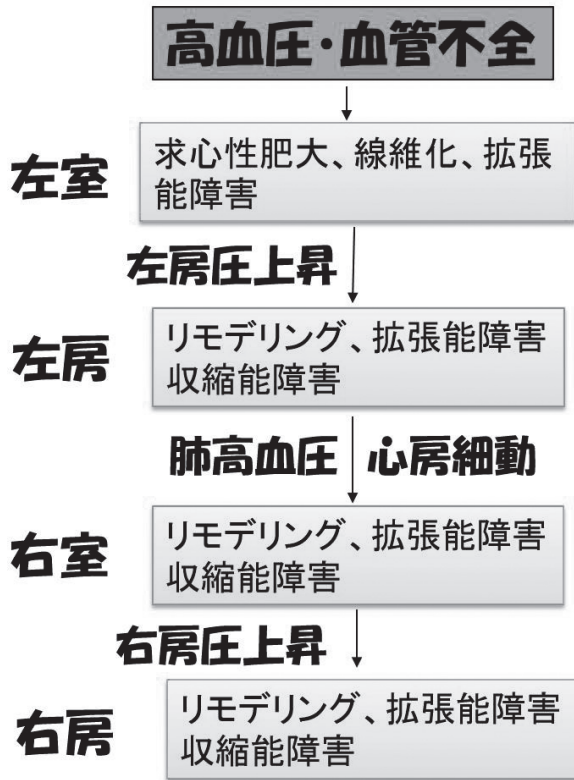 高血圧・血管不全
左室
求心性肥大、線維化、拡張
能障害
左房圧上昇
左房
リモデリング、拡張能障害
収縮能障害
肺高血圧 心房細動
右室
リモデリング、拡張能障害
収縮能障害
右房圧上昇
右房
リモデリング、拡張能障害
収縮能障害